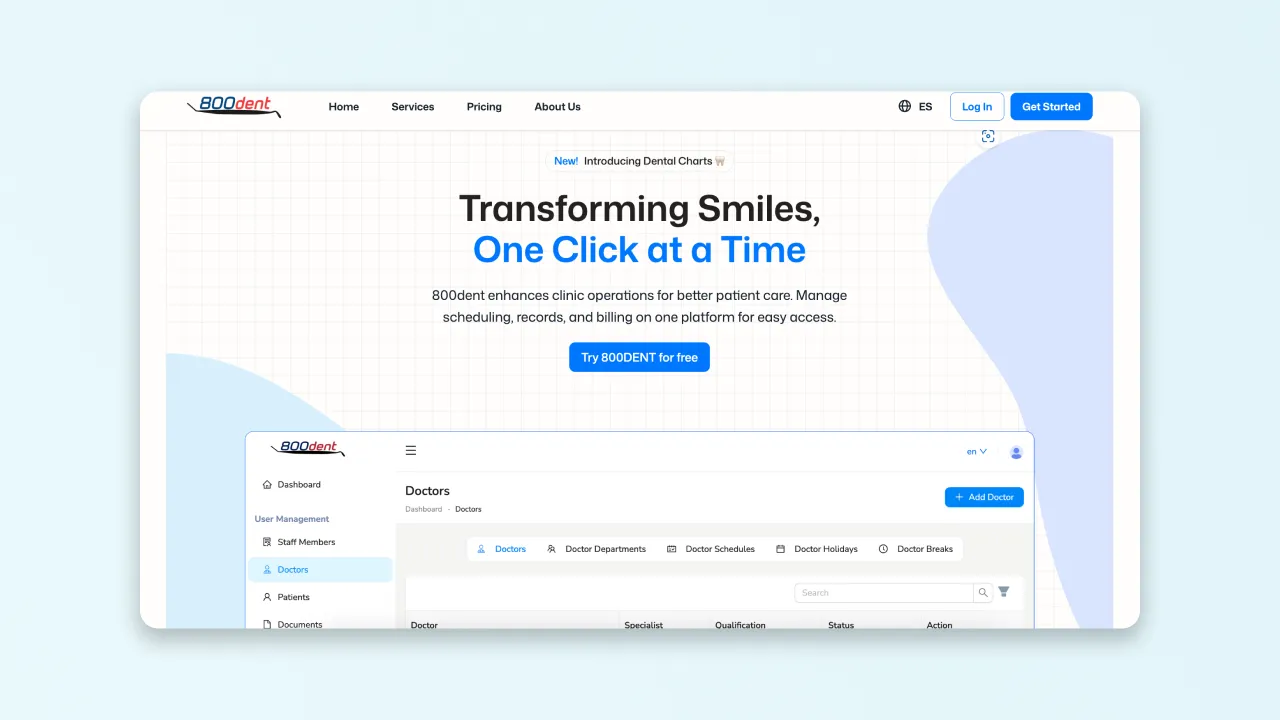 800dent
Home Services Pricing About Us ES Log In Get Started
New! Introducing Dental Charts
Transforming Smiles,
One Click at a Time
800dent enhances clinic operations for better patient care. Manage
scheduling, records, and billing on one platform for easy access.
Try 800DENT for free
800dent
en
Dashboard
User Management
Staff Members
Doctors
Patients
Documents
Doctors
Dashboard - Doctors
+ Add Doctor
Doctors Doctor Departments Doctor Schedules Doctor Holidays Doctor Breaks
Search
Doctor Specialist Qualification Status Action